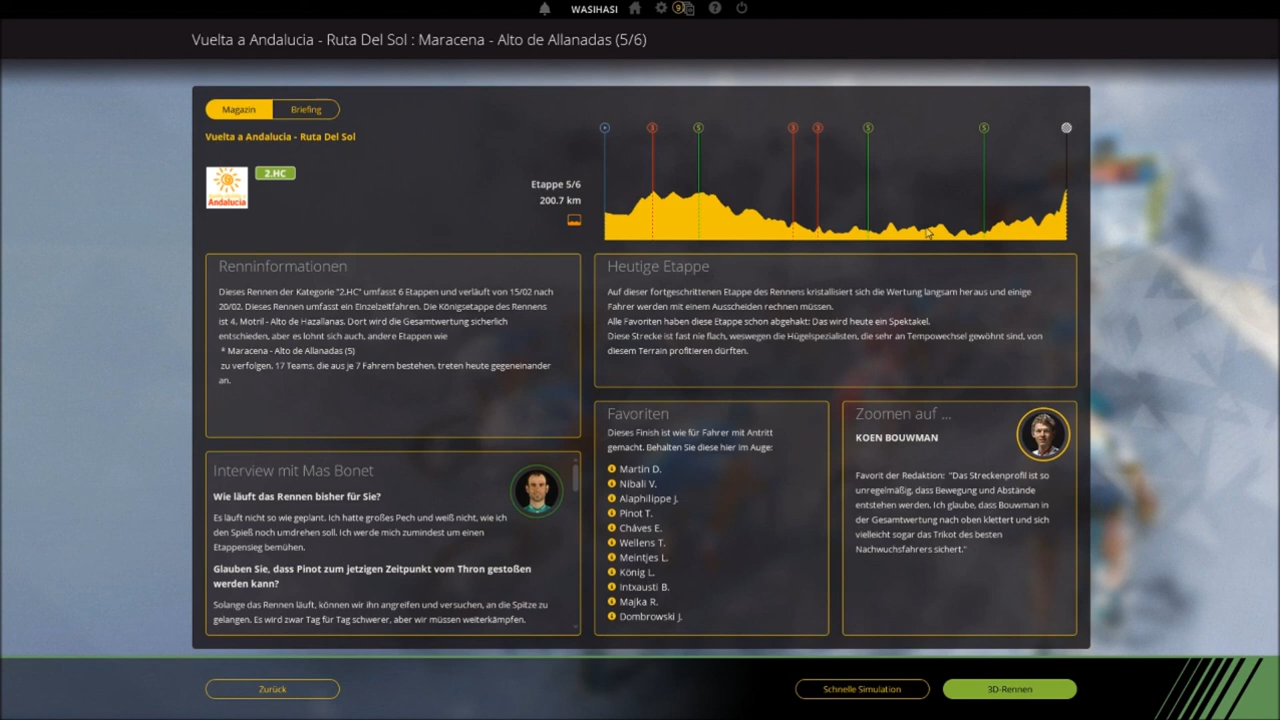 WASIHASI
9
Vuelta a Andalucia - Ruta Del Sol : Maracena - Alto de Allanadas (5/6)
Magazin
Briefing
Vuelta a Andalucia - Ruta Del Sol
Andalucia
2.HC
Etappe 5/6
200.7 km
3
S
3
3
S
S
Renninformationen
Dieses Rennen der Kategorie "2.HC" umfasst 6 Etappen und verläuft von 15/02 nach
20/02. Dieses Rennen umfasst ein Einzelzeitfahren. Die Königsetappe des Rennens
ist 4. Motril - Alto de Hazallanas. Dort wird die Gesamtwertung sicherlich
entschieden, aber es lohnt sich auch, andere Etappen wie
* Maracena - Alto de Allanadas (5)
zu verfolgen. 17 Teams, die aus je 7 Fahrern bestehen, treten heute gegeneinander
an.
Heutige Etappe
Auf dieser fortgeschrittenen Etappe des Rennens kristallisiert sich die Wertung langsam heraus und einige
Fahrer werden mit einem Ausscheiden rechnen müssen.
Alle Favoriten haben diese Etappe schon abgehakt: Das wird heute ein Spektakel.
Diese Strecke ist fast nie flach, weswegen die Hügelspezialisten, die sehr an Tempowechsel gewöhnt sind, von
diesem Terrain profitieren dürften.
Interview mit Mas Bonet
Wie läuft das Rennen bisher für Sie?
Es läuft nicht so wie geplant. Ich hatte großes Pech und weiß nicht, wie ich
den Spieß noch umdrehen soll. Ich werde mich zumindest um einen
Etappensieg bemühen.
Glauben Sie, dass Pinot zum jetzigen Zeitpunkt vom Thron gestoßen
werden kann?
Solange das Rennen läuft, können wir ihn angreifen und versuchen, an die Spitze zu
gelangen. Es wird zwar Tag für Tag schwerer, aber wir müssen weiterkämpfen.
Favoriten
Dieses Finish ist wie für Fahrer mit Antritt
gemacht. Behalten Sie diese hier im Auge:
Martin D.
Nibali V.
Alaphilippe J.
Pinot T.
Cháves E.
Wellens T.
Meintjes L.
König L.
Intxausti B.
Majka R.
Dombrowski J.
Zoomen auf ...
KOEN BOUWMAN
Favorit der Redaktion: "Das Streckenprofil ist so
unregelmäßig, dass Bewegung und Abstände
entstehen werden. Ich glaube, dass Bouwman in
der Gesamtwertung nach oben klettert und sich
vielleicht sogar das Trikot des besten
Nachwuchsfahrers sichert."
Zurück
Schnelle Simulation
3D-Rennen